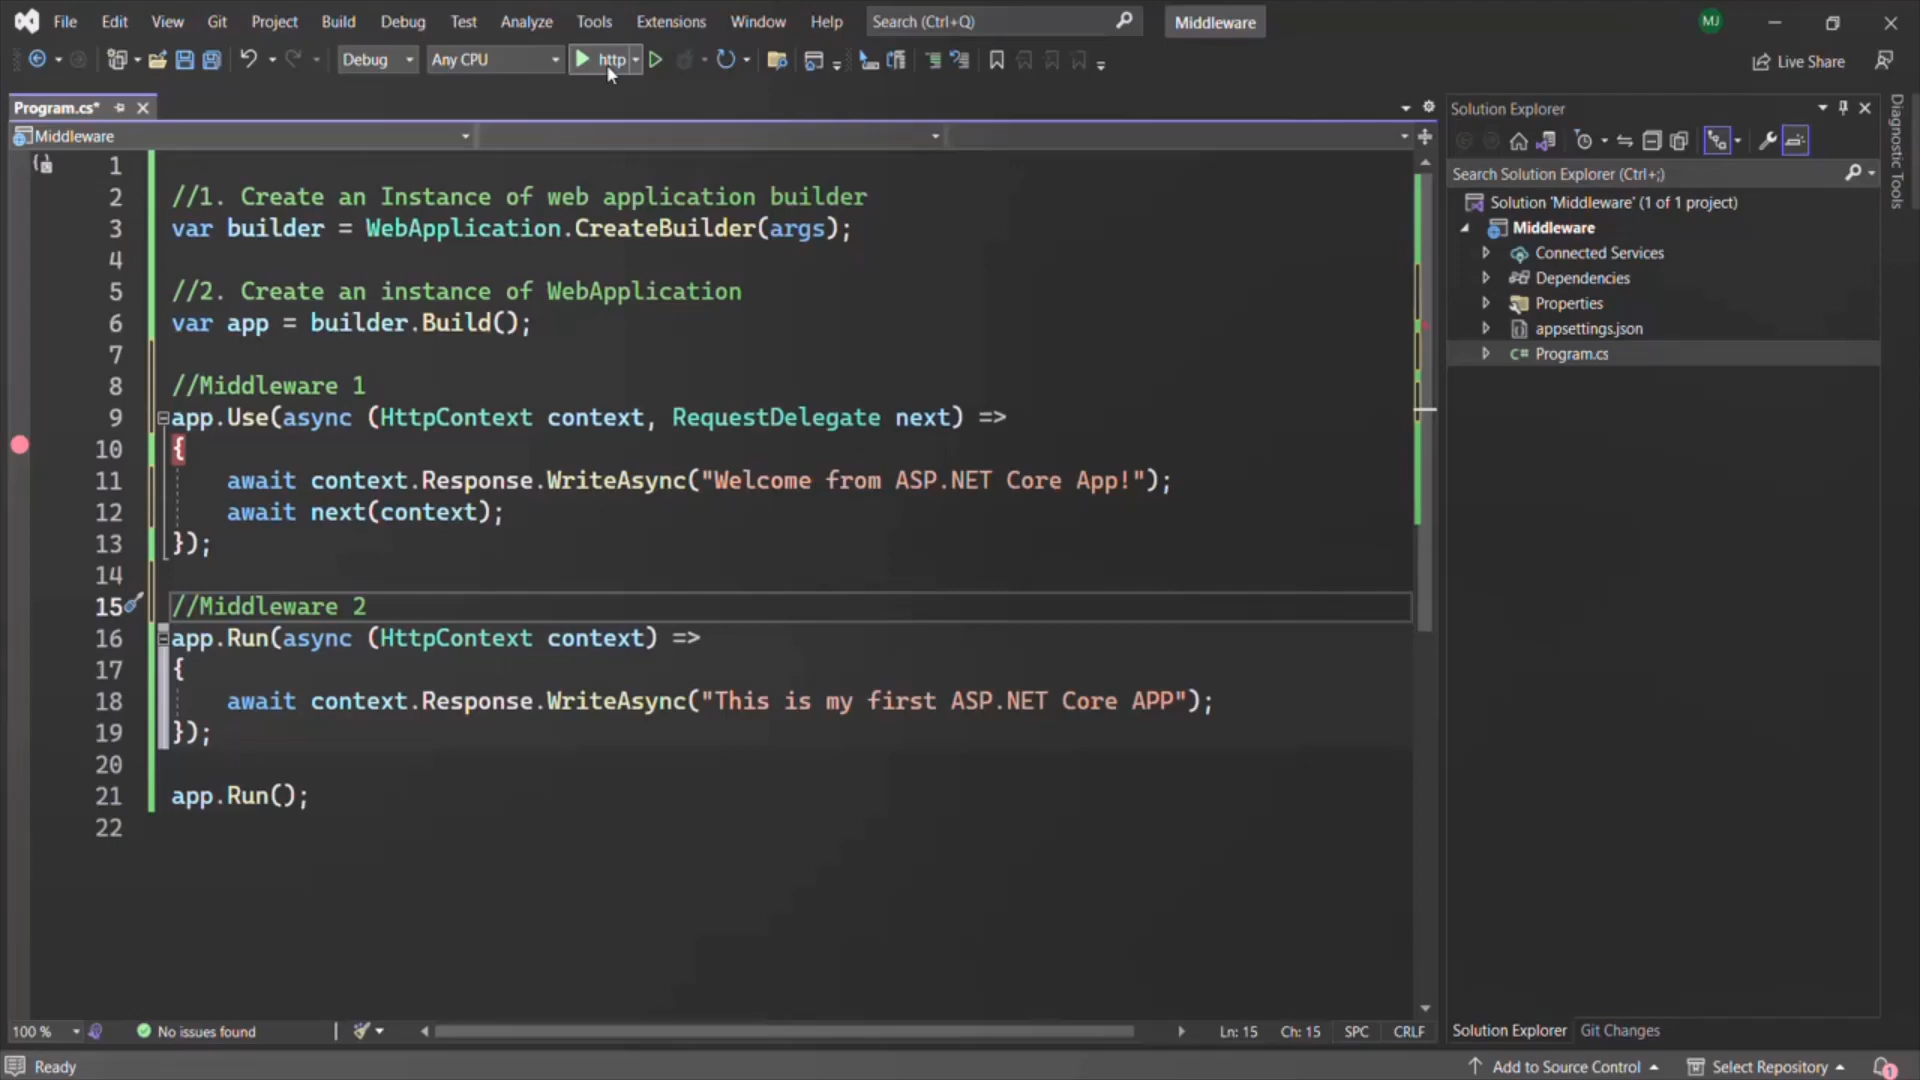 File Edit View Git Project Build Debug Test Analyze Tools Extensions Window Help Search (Ctrl+Q) Middleware MJ
Debug Any CPU http Live Share
Program.cs*
Middleware
1
2 //1. Create an Instance of web application builder
3 var builder = WebApplication.CreateBuilder(args);
4
5 //2. Create an instance of WebApplication
6 var app = builder.Build();
7
8 //Middleware 1
9 app.Use(async (HttpContext context, RequestDelegate next) =>
10 {
11 await context.Response.WriteAsync("Welcome from ASP.NET Core App!");
12 await next(context);
13 });
14
15 //Middleware 2
16 app.Run(async (HttpContext context) =>
17 {
18 await context.Response.WriteAsync("This is my first ASP.NET Core APP");
19 });
20
21 app.Run();
22
100 % No issues found Ln: 15 Ch: 15 SPC CRLF
Solution Explorer
Search Solution Explorer (Ctrl+;)
Solution 'Middleware' (1 of 1 project)
Middleware
Connected Services
Dependencies
Properties
appsettings.json
C# Program.cs
Solution Explorer Git Changes
Diagnostic Tools
Ready Add to Source Control Select Repository 1